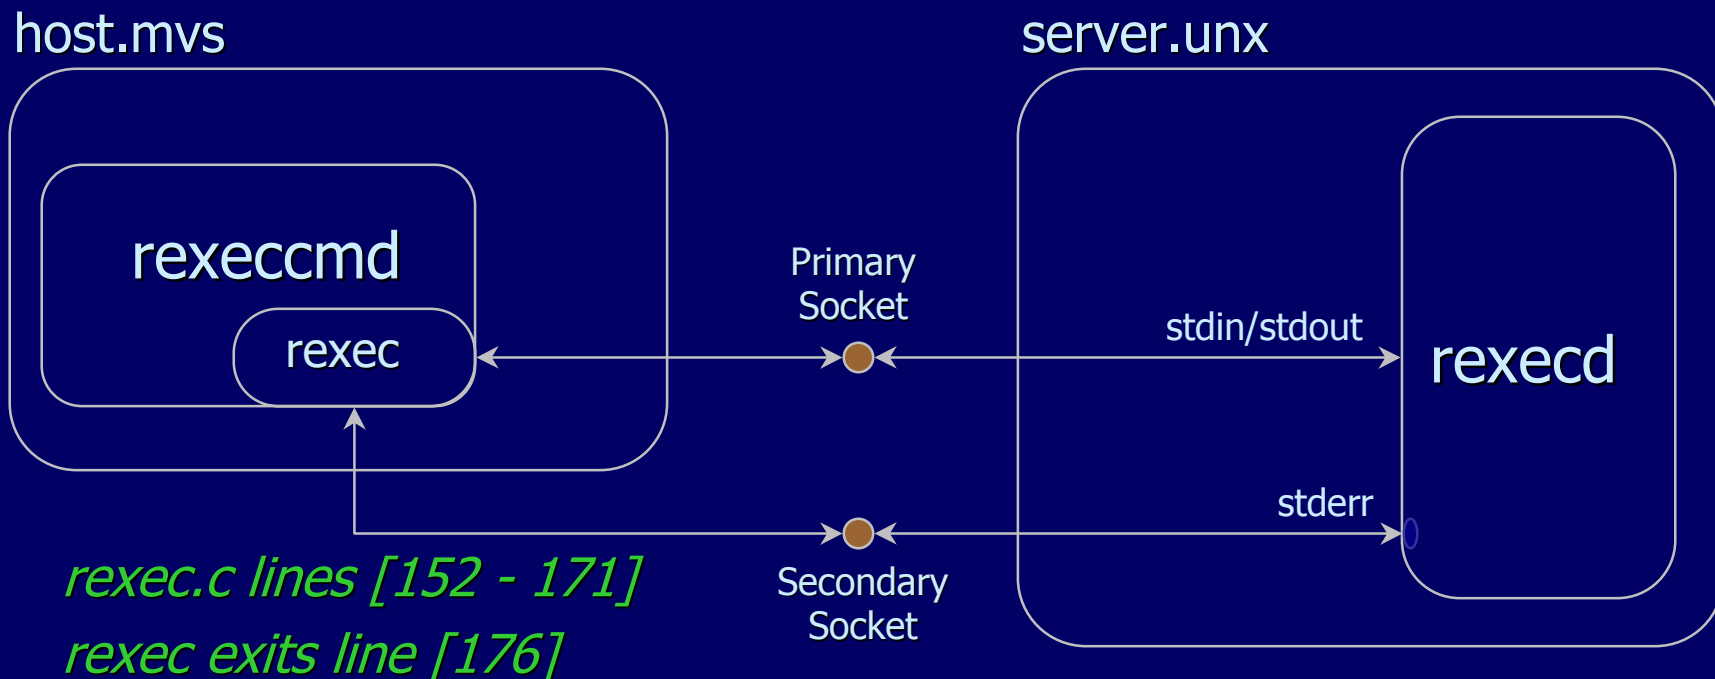 host.mvs
server.unx
rexeccmd
rexec
Primary
Socket
stdin/stdout
rexecd
stderr
Secondary
Socket
rexec.c lines [152 - 171]
rexec exits line [176]